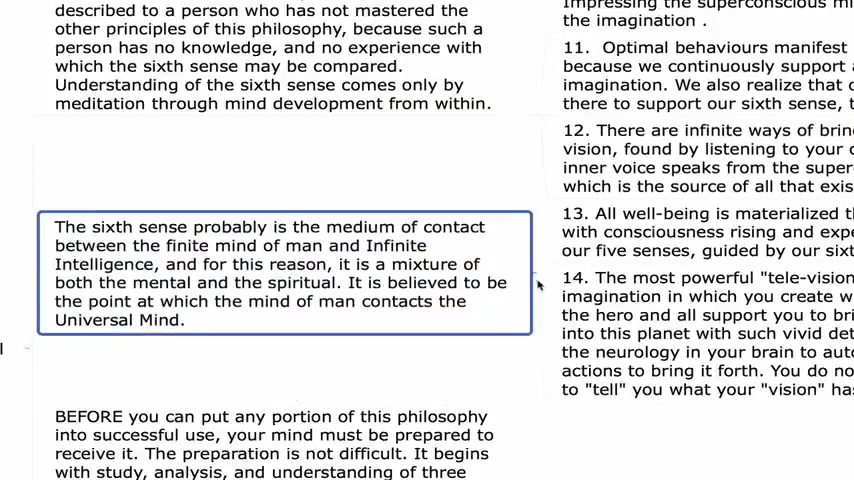 described to a person who has not mastered the
other principles of this philosophy, because such a
person has no knowledge, and no experience with
which the sixth sense may be compared.
Understanding of the sixth sense comes only by
meditation through mind development from within.
The sixth sense probably is the medium of contact
between the finite mind of man and Infinite
Intelligence, and for this reason, it is a mixture of
both the mental and the spiritual. It is believed to be
the point at which the mind of man contacts the
Universal Mind.
BEFORE you can put any portion of this philosophy
into successful use, your mind must be prepared to
receive it. The preparation is not difficult. It begins
with study, analysis, and understanding of three
Impressing the superconscious
the imagination .
11. Optimal behaviours manifest
because we continuously support
imagination. We also realize that
there to support our sixth sense,
12. There are infinite ways of
vision, found by listening to your
inner voice speaks from the
which is the source of all that
13. All well-being is materialized
with consciousness rising and
our five senses, guided by our
14. The most powerful "tele-vision
imagination in which you create
the hero and all support you to
into this planet with such vivid
the neurology in your brain to
actions to bring it forth. You do
to "tell" you what your "vision"